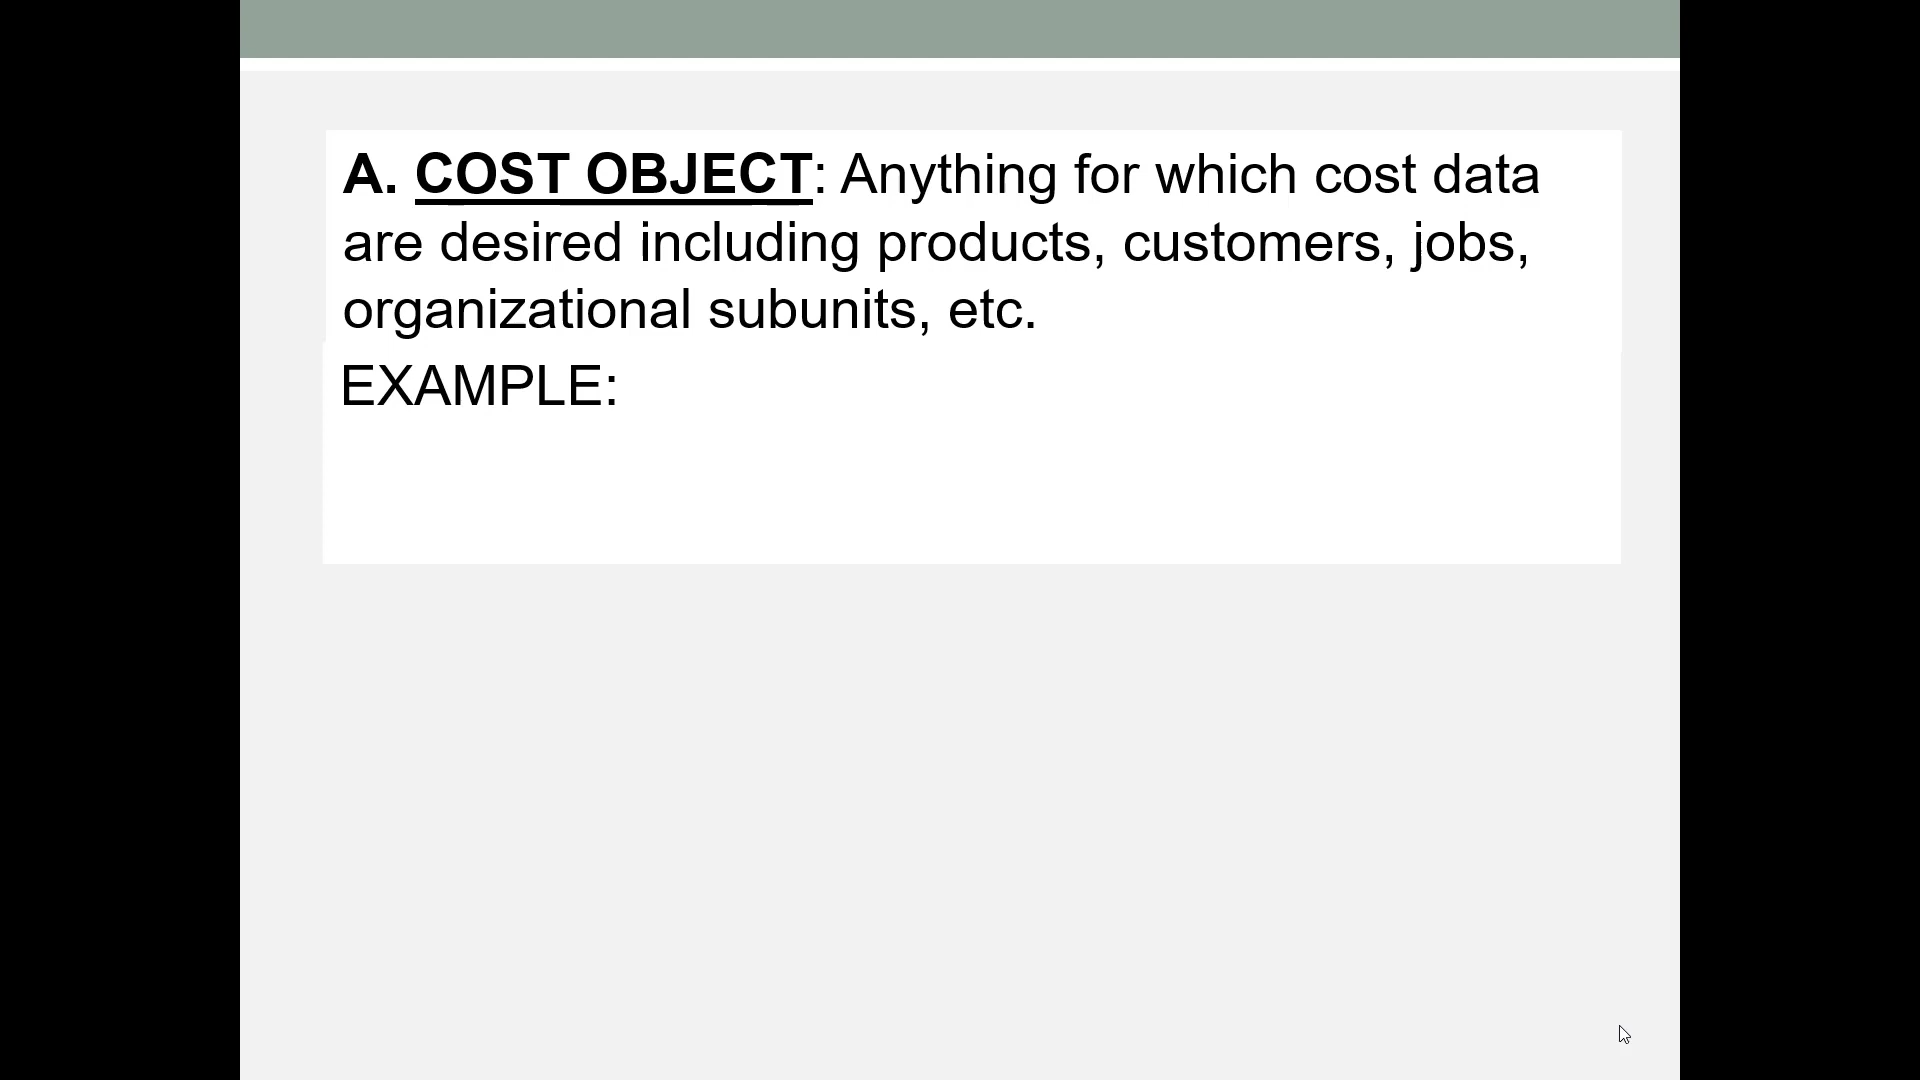 A. COST OBJECT: Anything for which cost data
are desired including products, customers, jobs,
organizational subunits, etc.
EXAMPLE: